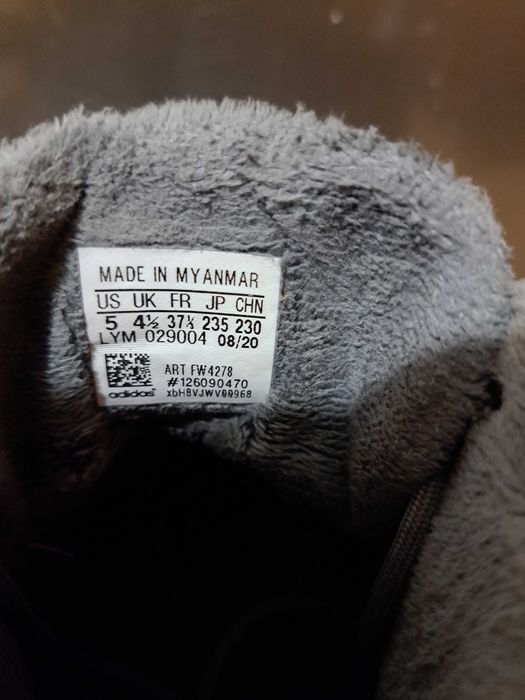 MADE IN MYANMAR
US UK FR JP CHN
5 4½ 37⅓ 235 230
LYM 029004 08/20
ART FW4278
#126090470
adidas xbH8VJWV00968